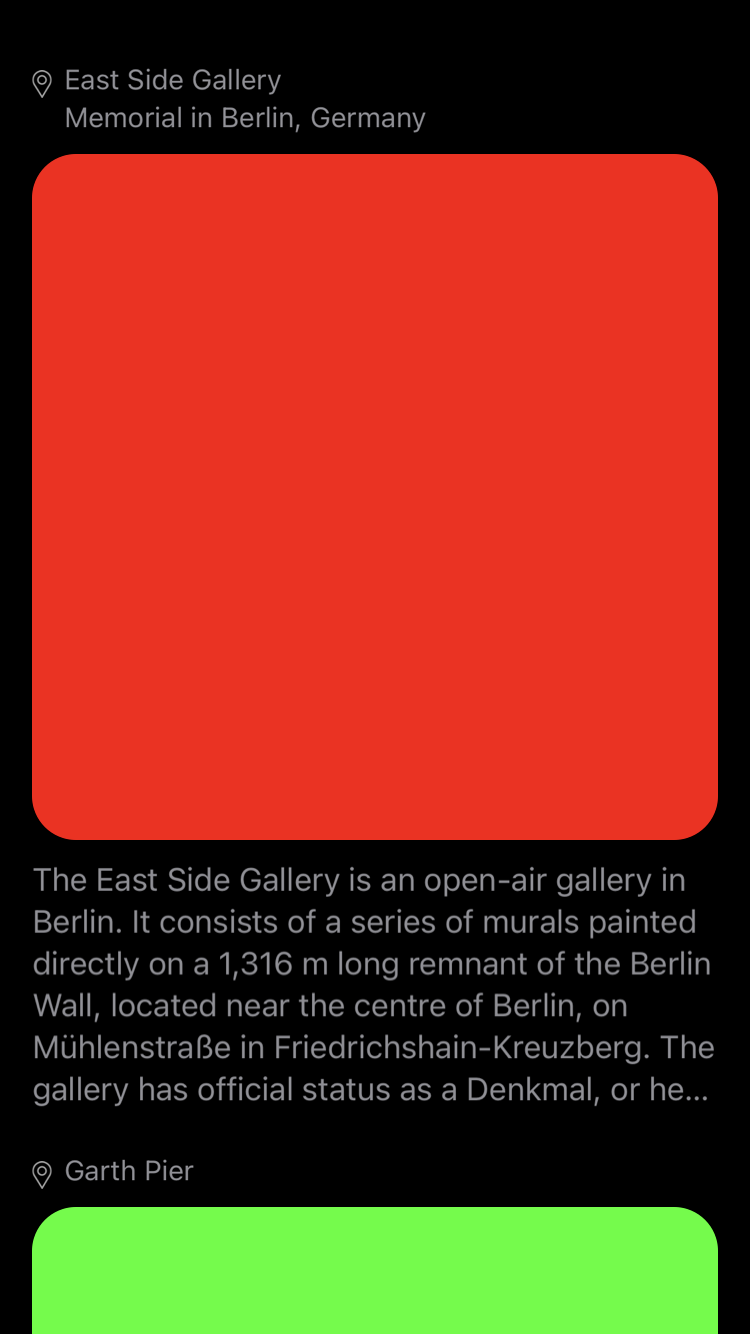 East Side Gallery
Memorial in Berlin, Germany
The East Side Gallery is an open-air gallery in
Berlin. It consists of a series of murals painted
directly on a 1,316 m long remnant of the Berlin
Wall, located near the centre of Berlin, on
Mühlenstraße in Friedrichshain-Kreuzberg. The
gallery has official status as a Denkmal, or he...
Garth Pier